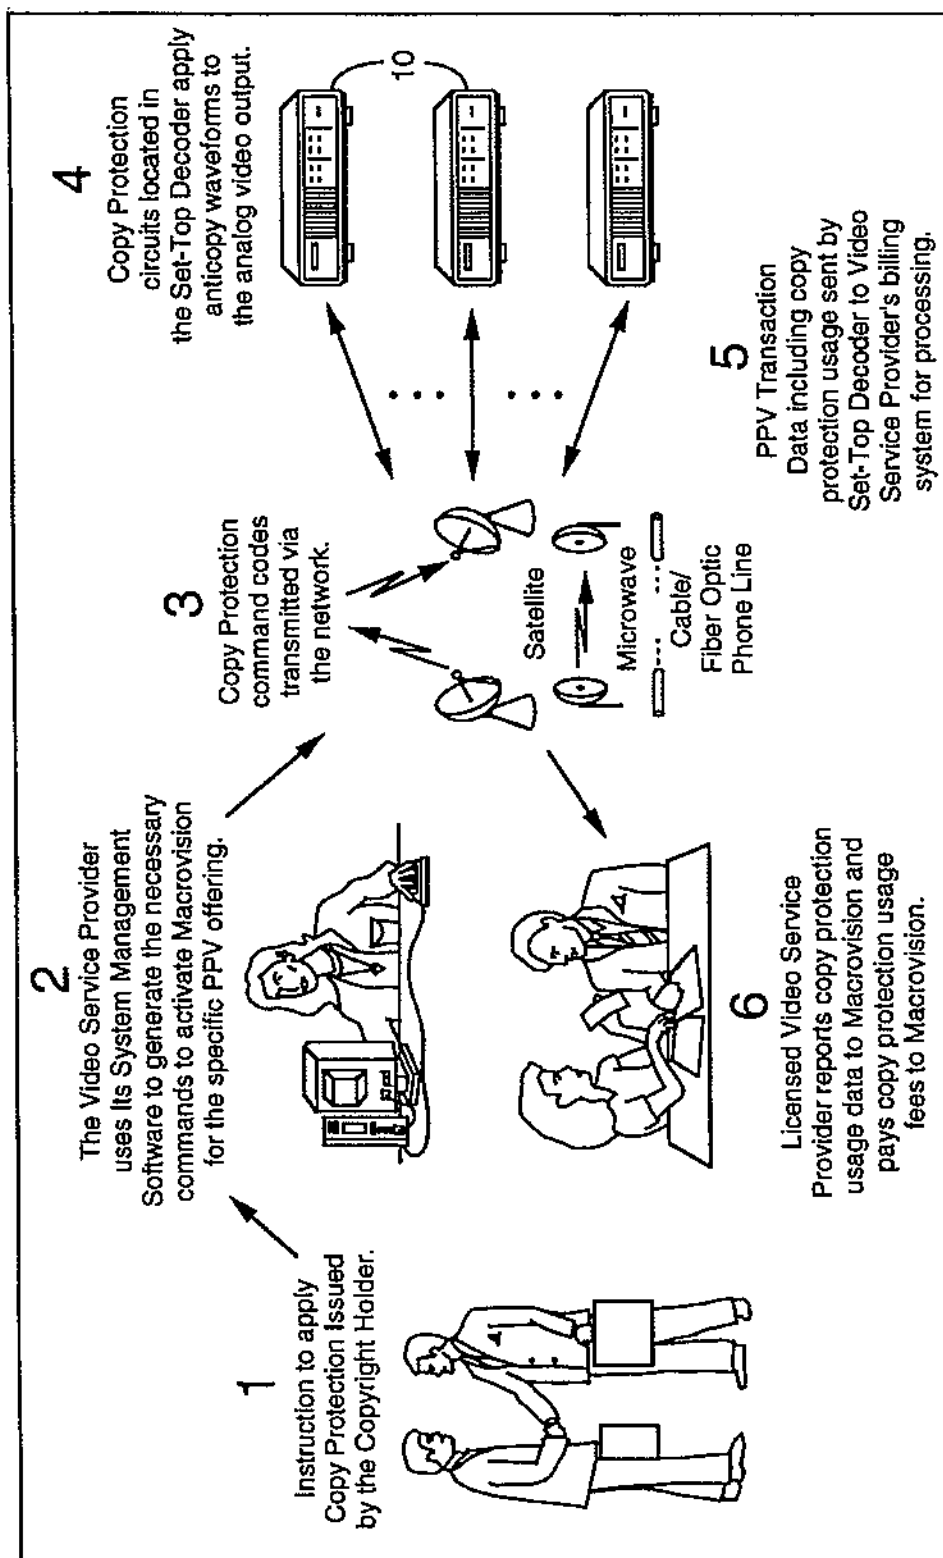 1
Instruction to apply
Copy Protection Issued
by the Copyright Holder.
2
The Video Service Provider
uses Its System Management
Software to generate the necessary
commands to activate Macrovision
for the specific PPV offering.
3
Copy Protection
command codes
transmitted via
the network.
Satellite
Microwave
Cable/
Fiber Optic
Phone Line
4
Copy Protection
circuits located in
the Set-Top Decoder apply
anticopy waveforms to
the analog video output.
10
5
PPV Transaction
Data including copy
protection usage sent by
Set-Top Decoder to Video
Service Provider's billing
system for processing.
6
Licensed Video Service
Provider reports copy protection
usage data to Macrovision and
pays copy protection usage
fees to Macrovision.